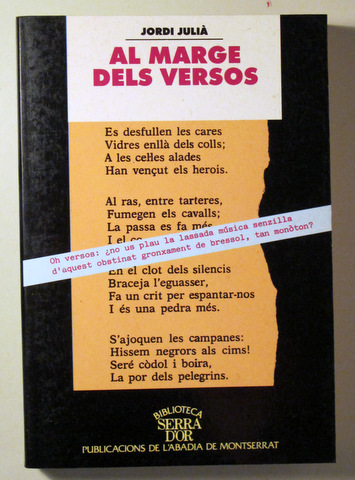 JORDI JULIÀ
AL MARGE
DELS VERSOS
Es desfullen les cares
Vidres enllà dels colls;
A les cel·les alades
Han vençut els herois.
Al ras, entre tarteres,
Fumegen els cavalls;
La passa es fa més
I el co
Oh versos: ¿no us plau la lassada música senzilla
d'aquest obstinat gronxament de bressol, tan monòton?
En el clot dels silencis
Braceja l'eguasser,
Fa un crit per espantar-nos
I és una pedra més.
S'ajoquen les campanes:
Hissem negrors als cims!
Seré còdol i boira,
La por dels pelegrins.
BIBLIOTECA
SERRA
D'OR
PUBLICACIONS DE L'ABADIA DE MONTSERRAT